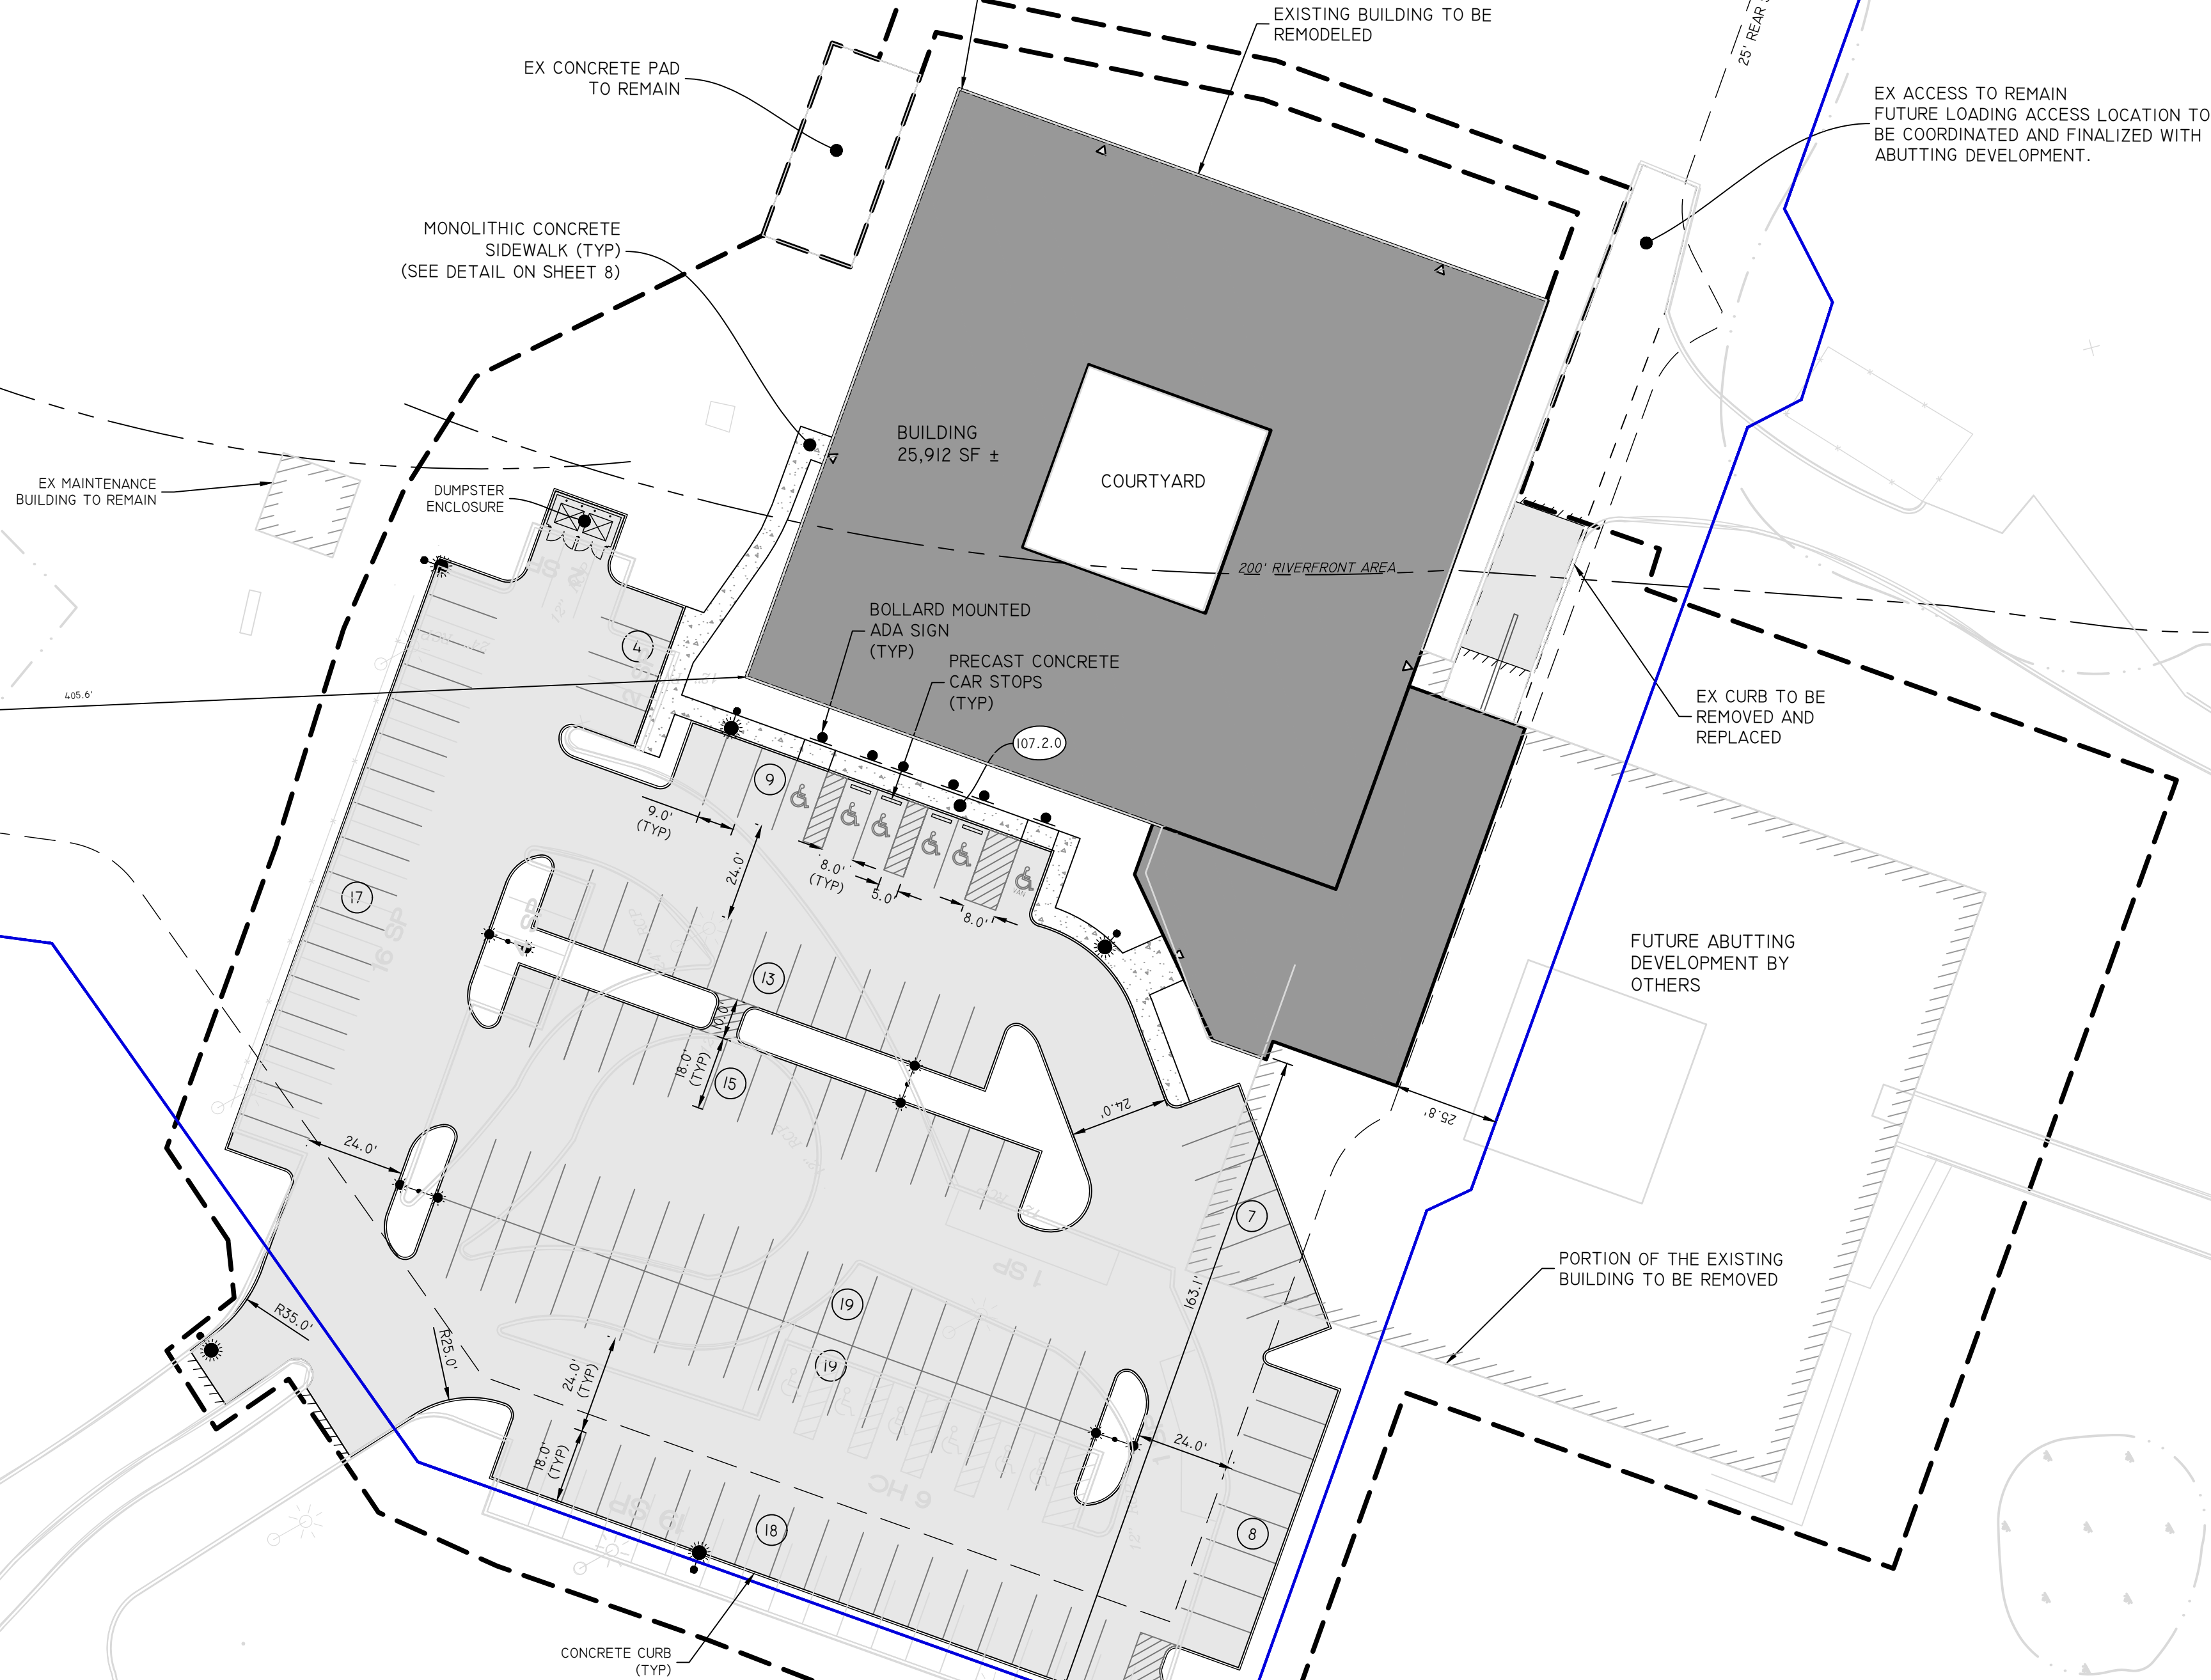 EXISTING BUILDING TO BE
REMODELED
25' REAR
EX CONCRETE PAD
TO REMAIN
EX ACCESS TO REMAIN
FUTURE LOADING ACCESS LOCATION TO
BE COORDINATED AND FINALIZED WITH
ABUTTING DEVELOPMENT.
MONOLITHIC CONCRETE
SIDEWALK (TYP)
(SEE DETAIL ON SHEET 8)
BUILDING
25,912 SF ±
COURTYARD
EX MAINTENANCE
BUILDING TO REMAIN
DUMPSTER
ENCLOSURE
200' RIVERFRONT AREA
BOLLARD MOUNTED
ADA SIGN
(TYP)
PRECAST CONCRETE
CAR STOPS
(TYP)
4
405.6'
EX CURB TO BE
REMOVED AND
REPLACED
107.2.0
9
9.0'
(TYP)
24.0'
8.0'
(TYP)
5.0'
8.0'
VAN
17
16 SP
FUTURE ABUTTING
DEVELOPMENT BY
OTHERS
13
10.0'
18.0'
(TYP)
15
24.0'
25.8'
24.0'
7
PORTION OF THE EXISTING
BUILDING TO BE REMOVED
1 SP
163.1'
R35.0'
R25.0'
19
19
24.0'
(TYP)
18.0'
(TYP)
24.0'
6 HC
19 SP
18
8
CONCRETE CURB
(TYP)